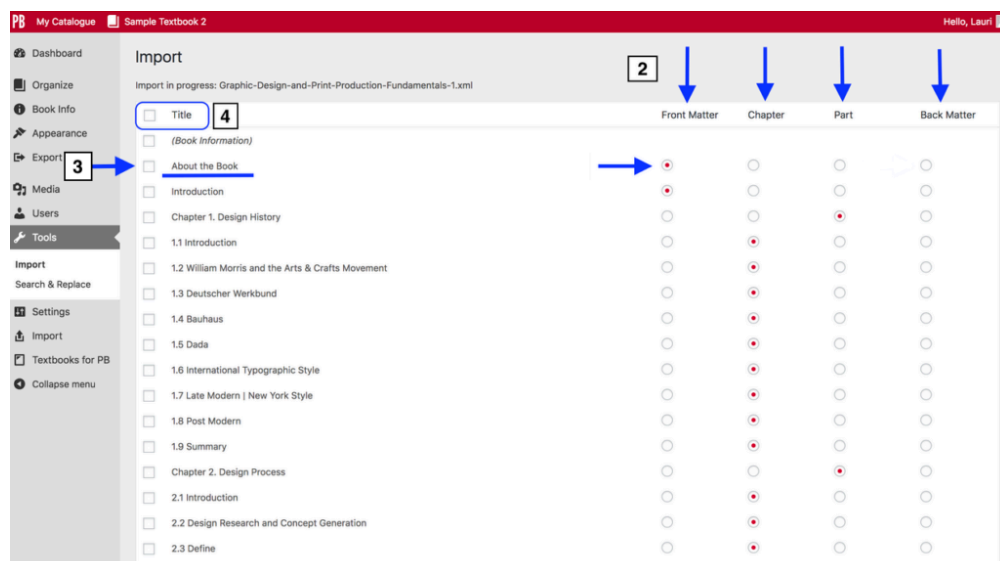 PB My Catalogue Sample Textbook 2 Hello, Lauri
Dashboard
Organize
Book Info
Appearance
Export
Media
Users
Tools
Import
Search & Replace
Settings
Import
Textbooks for PB
Collapse menu
Import
Import in progress: Graphic-Design-and-Print-Production-Fundamentals-1.xml
2
Title 4 Front Matter Chapter Part Back Matter
(Book Information)
3 About the Book
Introduction
Chapter 1. Design History
1.1 Introduction
1.2 William Morris and the Arts & Crafts Movement
1.3 Deutscher Werkbund
1.4 Bauhaus
1.5 Dada
1.6 International Typographic Style
1.7 Late Modern | New York Style
1.8 Post Modern
1.9 Summary
Chapter 2. Design Process
2.1 Introduction
2.2 Design Research and Concept Generation
2.3 Define